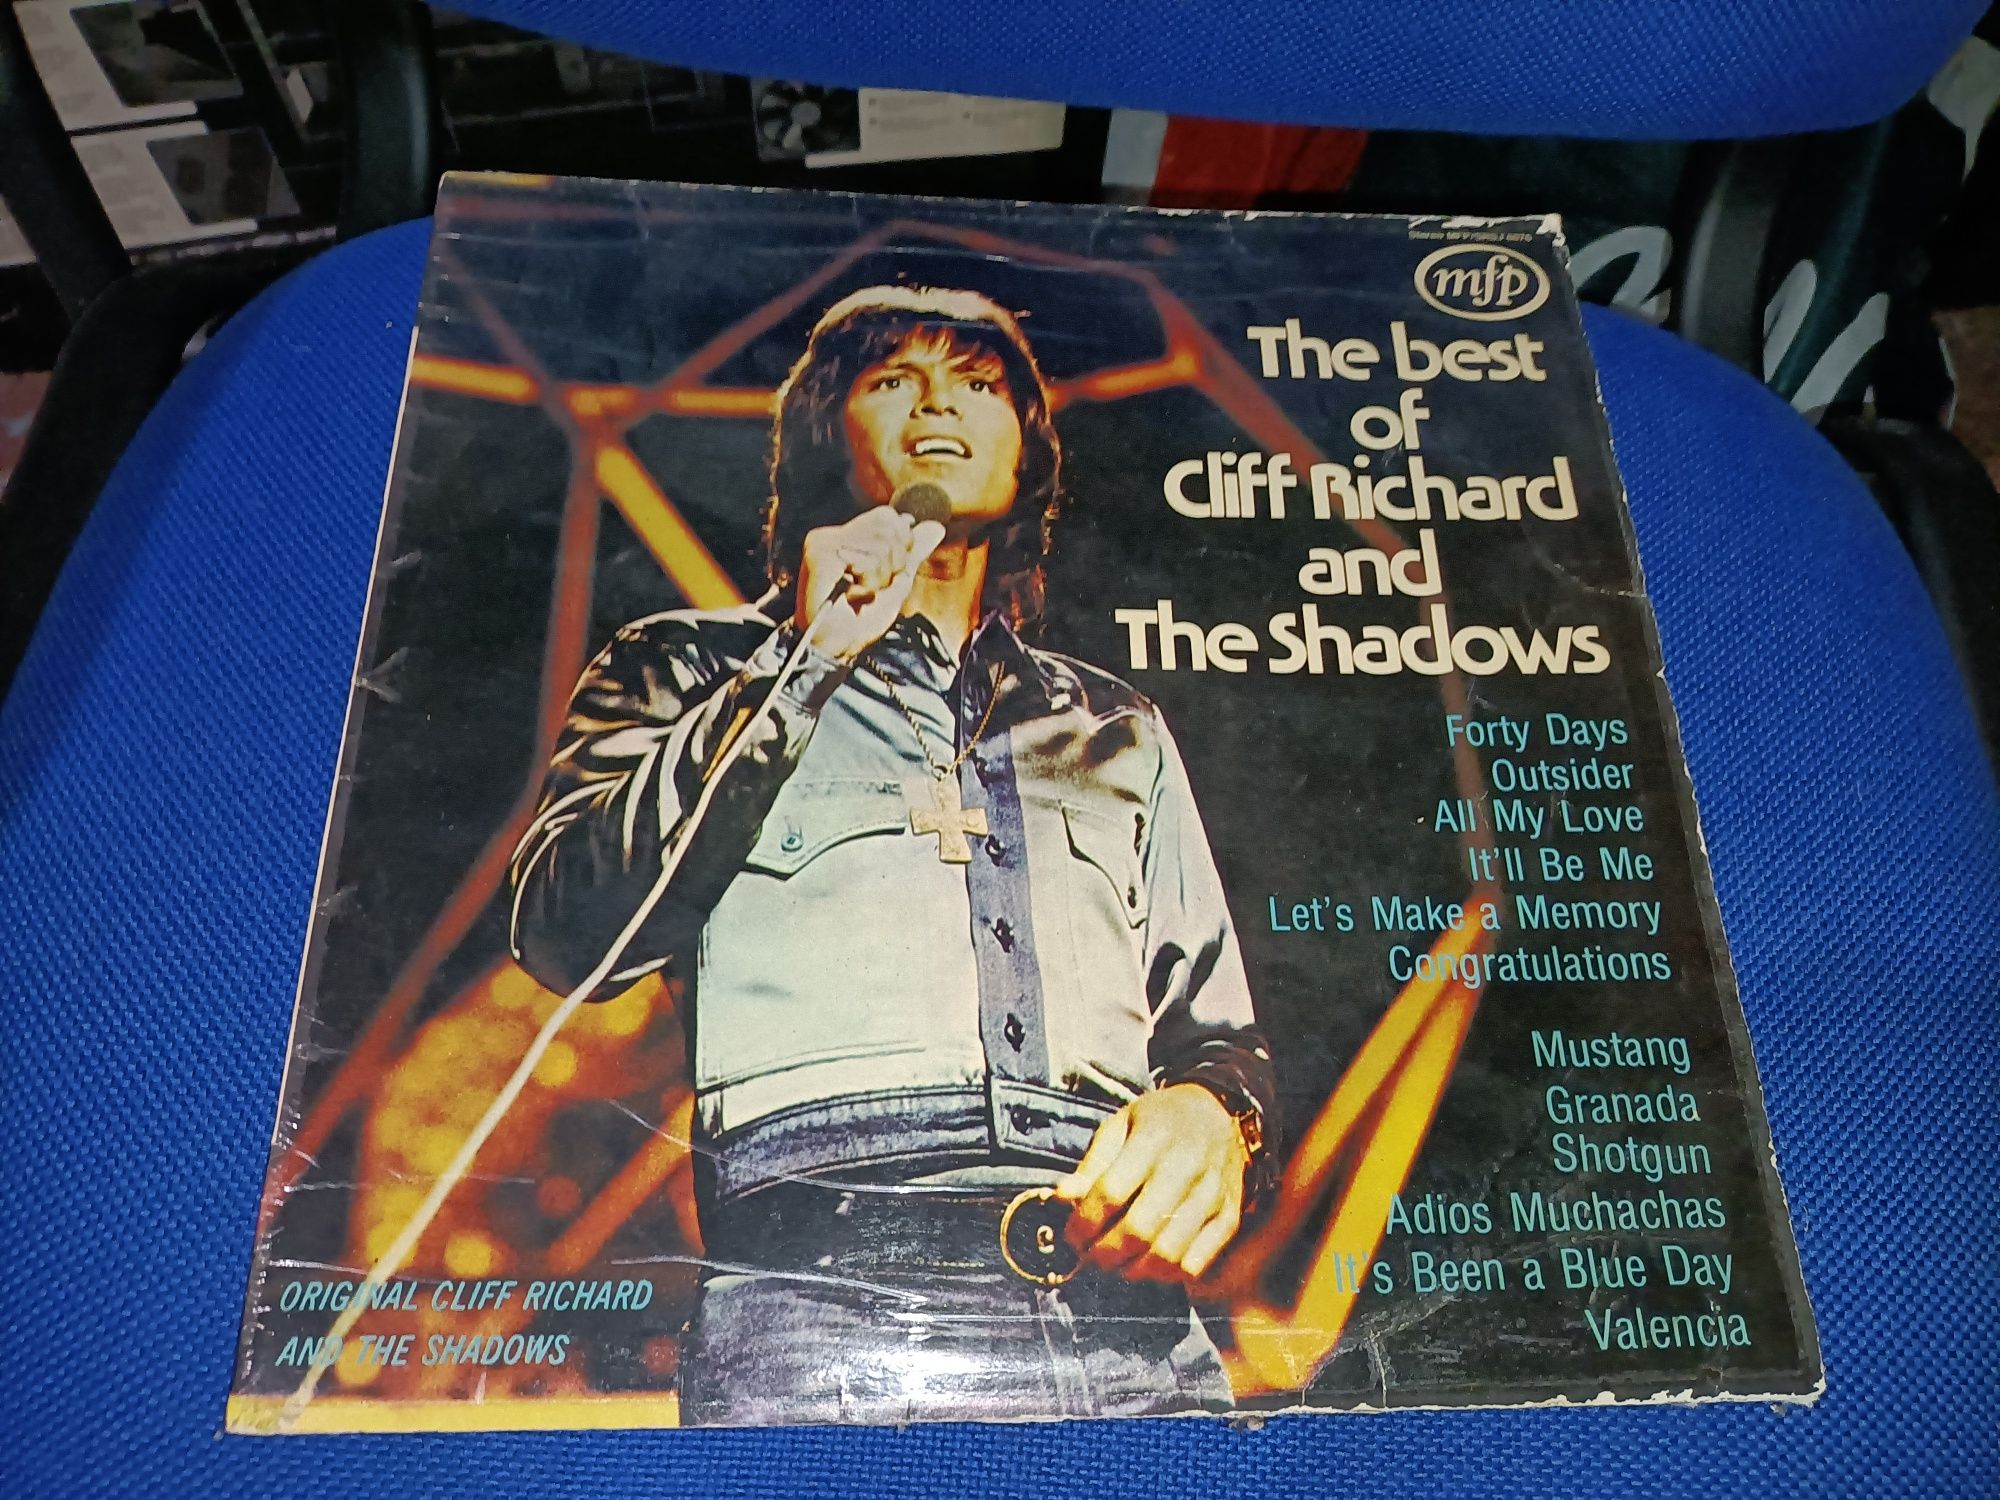 mfp
The best
of
Cliff Richard
and
The Shadows
Forty Days
Outsider
All My Love
It'll Be Me
Let's Make a Memory
Congratulations
Mustang
Granada
Shotgun
Adios Muchachas
It's Been a Blue Day
Valencia
ORIGINAL CLIFF RICHARD
AND THE SHADOWS